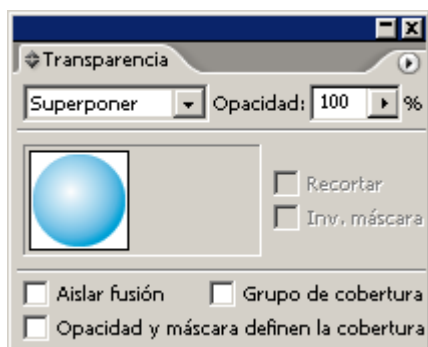 Transparencia
Superponer Opacidad: 100 %
Recortar
Inv. máscara
Aislar fusión Grupo de cobertura
Opacidad y máscara definen la cobertura